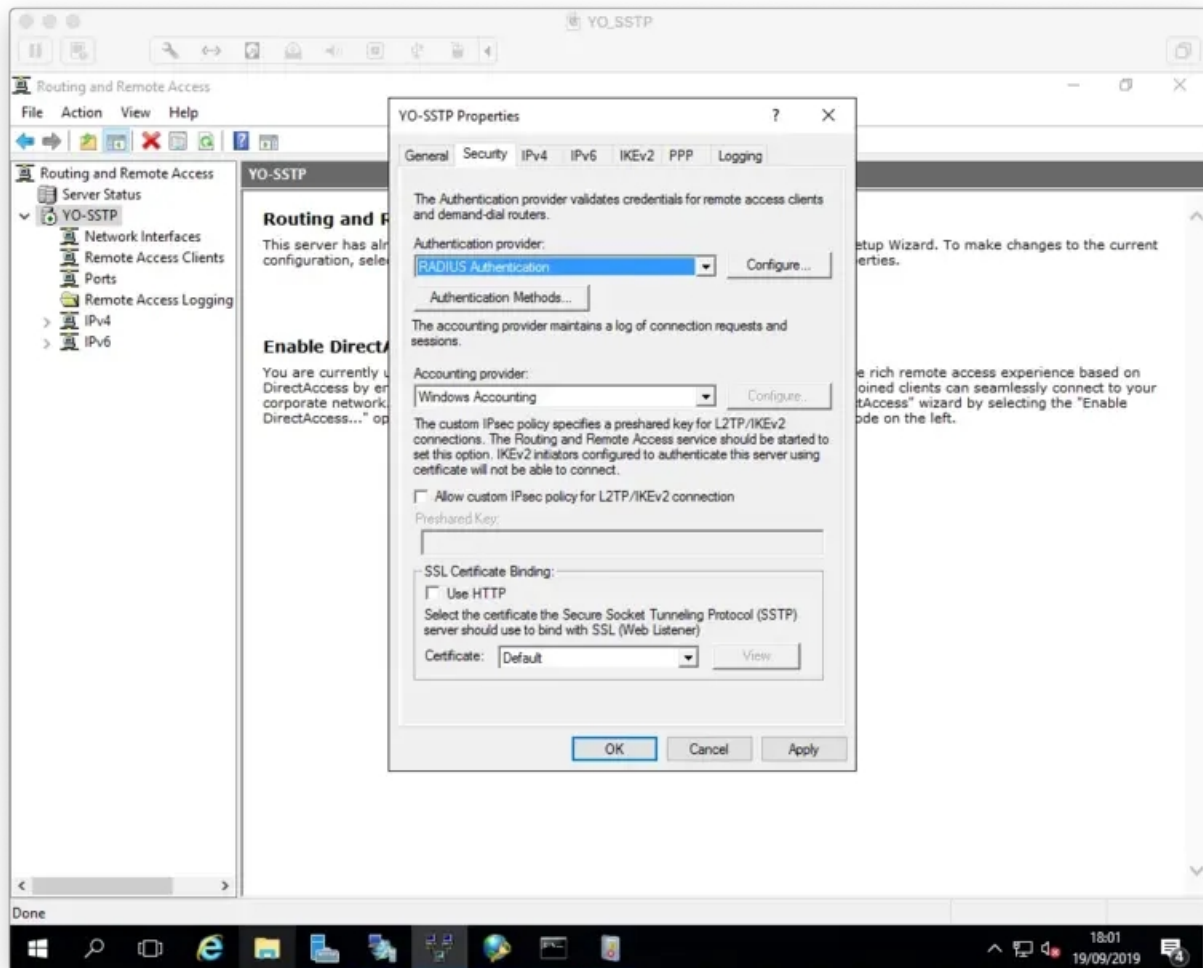 YO_SSTP
Routing and Remote Access
File Action View Help
Routing and Remote Access
Server Status
YO-SSTP
Network Interfaces
Remote Access Clients
Ports
Remote Access Logging
IPv4
IPv6
YO-SSTP
Routing and R
This server has alr
configuration, sele
etup Wizard. To make changes to the current
erties.
Enable DirectA
You are currently u
DirectAccess by en
corporate network.
DirectAccess..." op
e rich remote access experience based on
oined clients can seamlessly connect to your
tAccess" wizard by selecting the "Enable
ode on the left.
YO-SSTP Properties
?
General Security IPv4 IPv6 IKEv2 PPP Logging
The Authentication provider validates credentials for remote access clients
and demand-dial routers.
Authentication provider:
RADIUS Authentication Configure...
Authentication Methods...
The accounting provider maintains a log of connection requests and
sessions.
Accounting provider:
Windows Accounting Configure...
The custom IPsec policy specifies a preshared key for L2TP/IKEv2
connections. The Routing and Remote Access service should be started to
set this option. IKEv2 initiators configured to authenticate this server using
certificate will not be able to connect.
Allow custom IPsec policy for L2TP/IKEv2 connection
Preshared Key:
SSL Certificate Binding:
Use HTTP
Select the certificate the Secure Socket Tunneling Protocol (SSTP)
server should use to bind with SSL (Web Listener)
Certificate: Default View
OK Cancel Apply
Done
18:01
19/09/2019
4